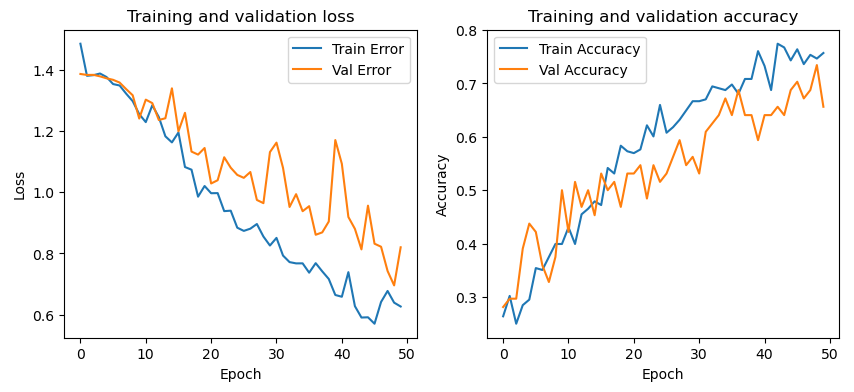 Training and validation loss
Train Error
Val Error
Loss
1.4
1.2
1.0
0.8
0.6
0
10
20
30
40
50
Epoch
Training and validation accuracy
Train Accuracy
Val Accuracy
Accuracy
0.8
0.7
0.6
0.5
0.4
0.3
0
10
20
30
40
50
Epoch